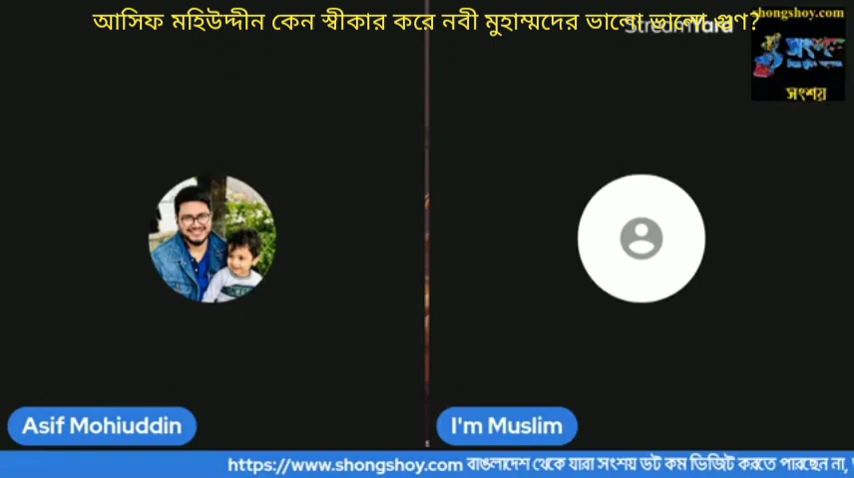 আসিফ মহিউদ্দীন কেন স্বীকার করে নবী মুহাম্মদের ভালো ভালো গুণ?
StreamYard
shongshoy.com
সংশয়
Asif Mohiuddin
I'm Muslim
https://www.shongshoy.com বাঙলাদেশ থেকে যারা সংশয় ডট কম ভিজিট করতে পারছেন না,